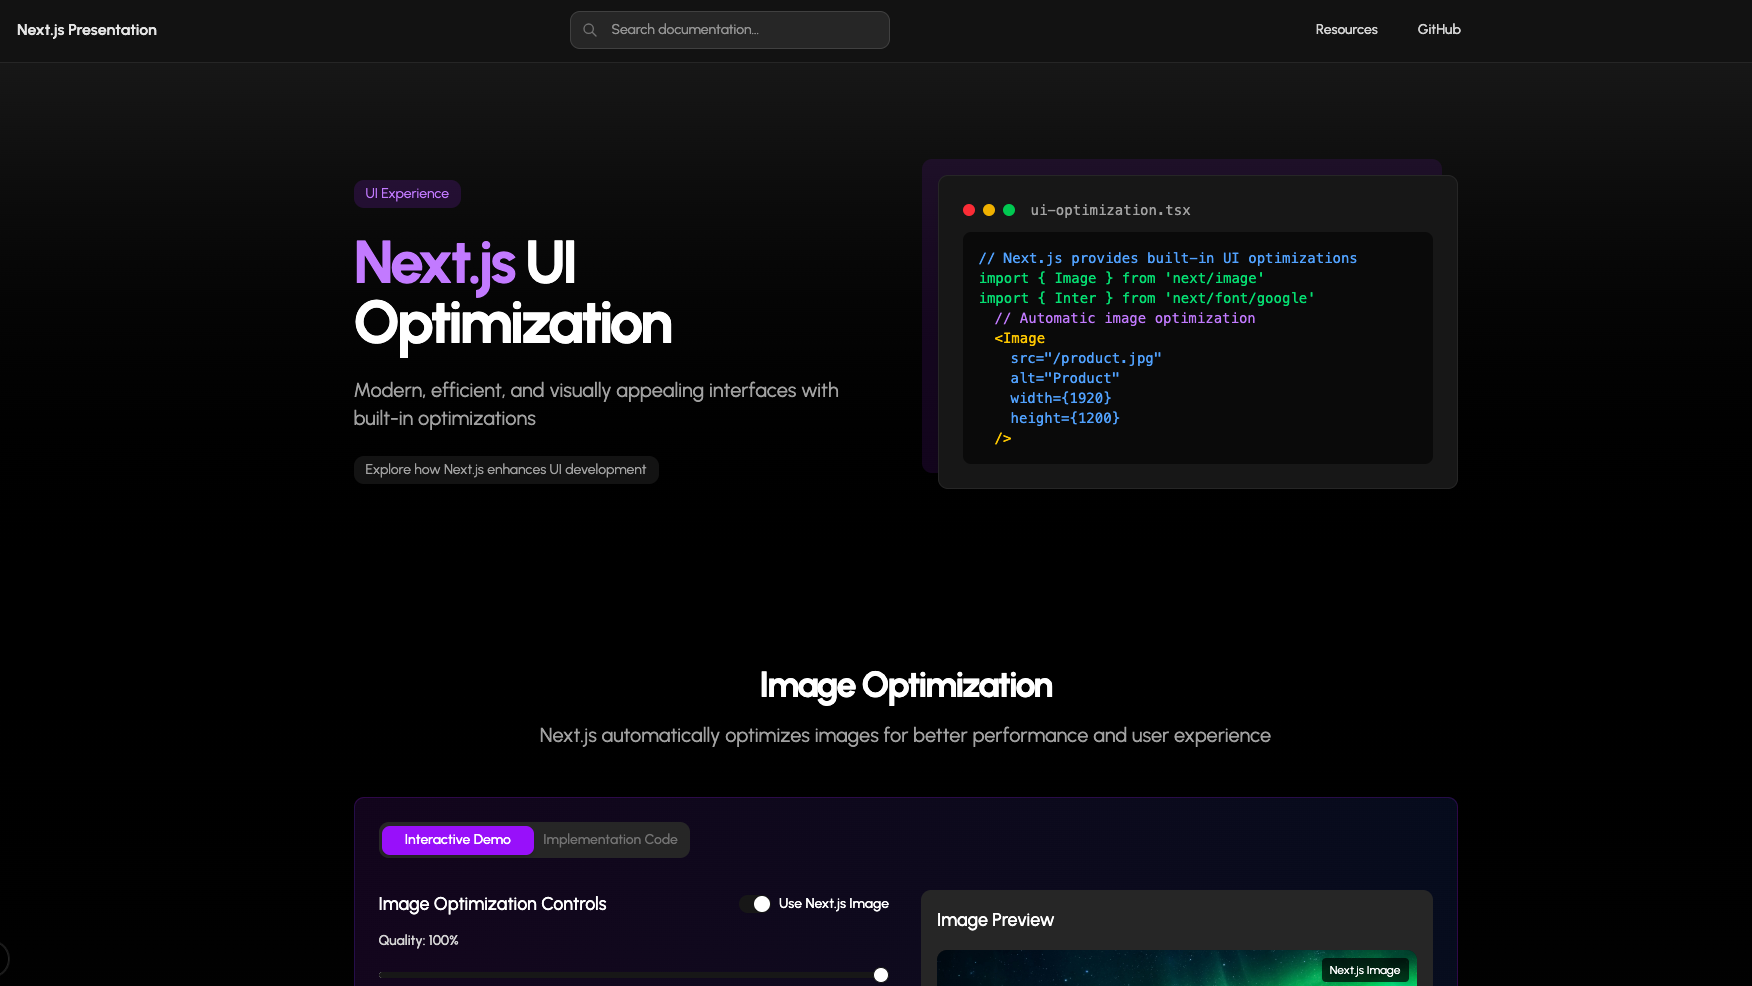 Next.js Presentation
Search documentation...
Resources
GitHub
UI Experience
Next.js UI
Optimization
Modern, efficient, and visually appealing interfaces with
built-in optimizations
Explore how Next.js enhances UI development
ui-optimization.tsx
// Next.js provides built-in UI optimizations
import { Image } from 'next/image'
import { Inter } from 'next/font/google'
// Automatic image optimization
<Image
src="/product.jpg"
alt="Product"
width={1920}
height={1200}
/>
Image Optimization
Next.js automatically optimizes images for better performance and user experience
Interactive Demo
Implementation Code
Image Optimization Controls
Use Next.js Image
Quality: 100%
Image Preview
Next.js Image